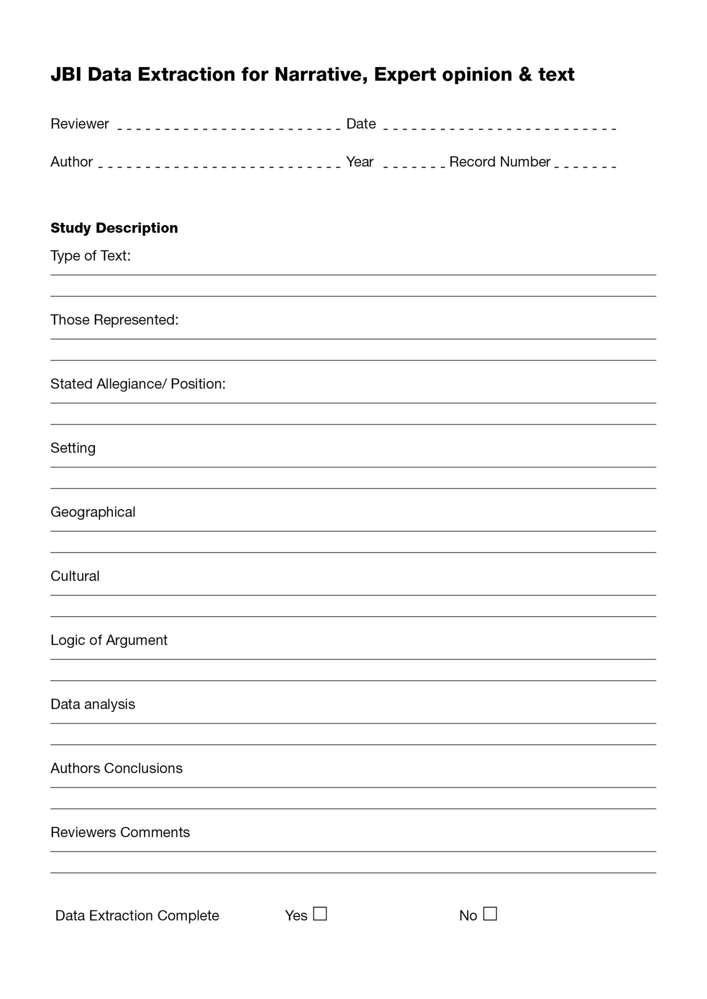 JBI Data Extraction for Narrative, Expert opinion & text
Reviewer Date
Author Year Record Number
Study Description
Type of Text:
Those Represented:
Stated Allegiance/ Position:
Setting
Geographical
Cultural
Logic of Argument
Data analysis
Authors Conclusions
Reviewers Comments
Data Extraction Complete Yes No